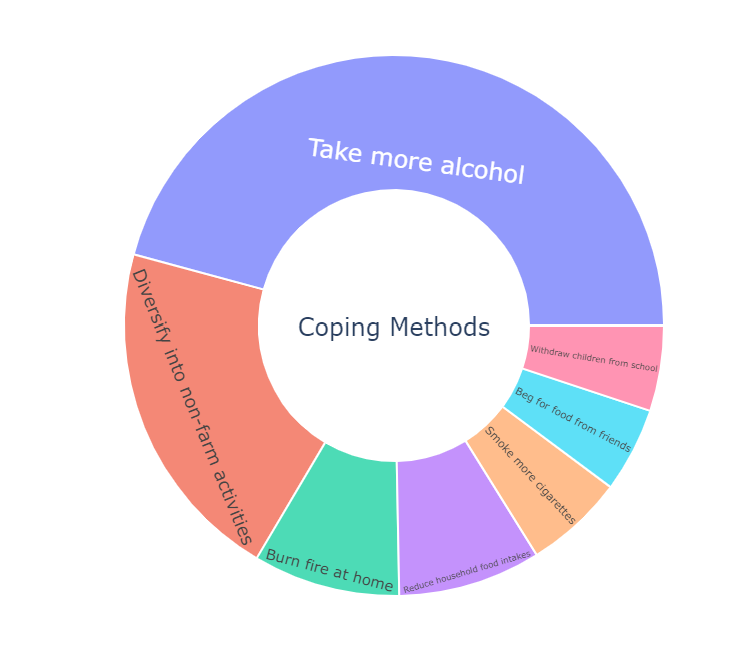 Take more alcohol
Diversify into non-farm activities
Coping Methods
Withdraw children from school
Beg for food from friends
Smoke more cigarettes
Reduce household food intakes
Burn fire at home